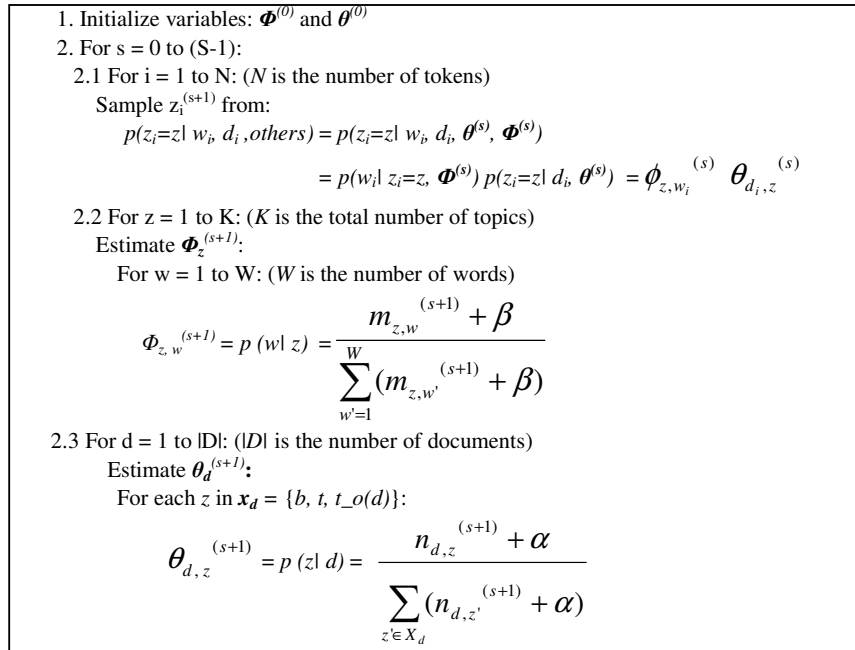 1. Initialize variables: Φ^(0) and θ^(0)
2. For s = 0 to (S-1):
2.1 For i = 1 to N: (N is the number of tokens)
Sample z_i^(s+1) from:
p(z_i=z| w_i, d_i ,others) = p(z_i=z| w_i, d_i, θ^(s), Φ^(s))
= p(w_i| z_i=z, Φ^(s)) p(z_i=z| d_i, θ^(s)) = ϕ_{z,w_i}^(s) θ_{d_i,z}^(s)
2.2 For z = 1 to K: (K is the total number of topics)
Estimate Φ_z^(s+1):
For w = 1 to W: (W is the number of words)
Φ_{z, w}^(s+1) = p (w| z) = \frac{m_{z,w}^{(s+1)} + β}{\sum_{w'=1}^{W} (m_{z,w'}^{(s+1)} + β)}
2.3 For d = 1 to |D|: (|D| is the number of documents)
Estimate θ_d^(s+1):
For each z in x_d = {b, t, t_o(d)}:
θ_{d,z}^(s+1) = p (z| d) = \frac{n_{d,z}^{(s+1)} + α}{\sum_{z'∈X_d} (n_{d,z'}^{(s+1)} + α)}